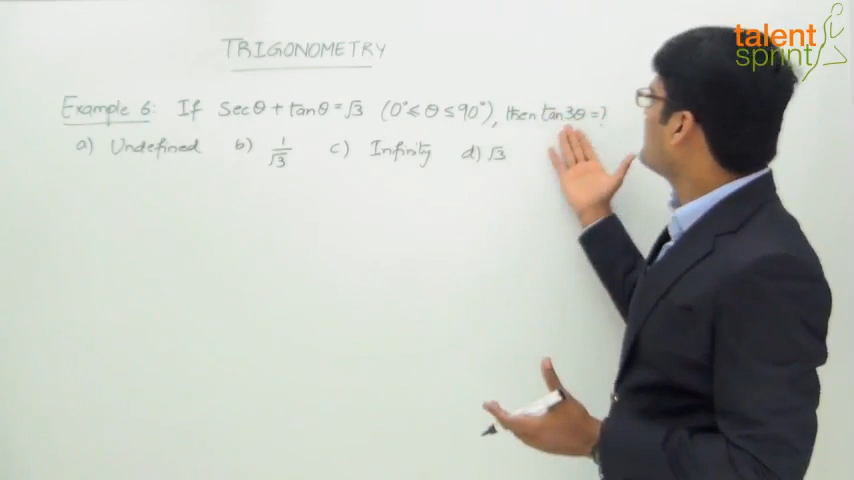 talent
sprint
TRIGONOMETRY
Example 6: If secθ + tanθ = √3 (0° ≤ θ ≤ 90°), then tan3θ = ?
a) Undefined b) 1/√3 c) Infinity d) √3